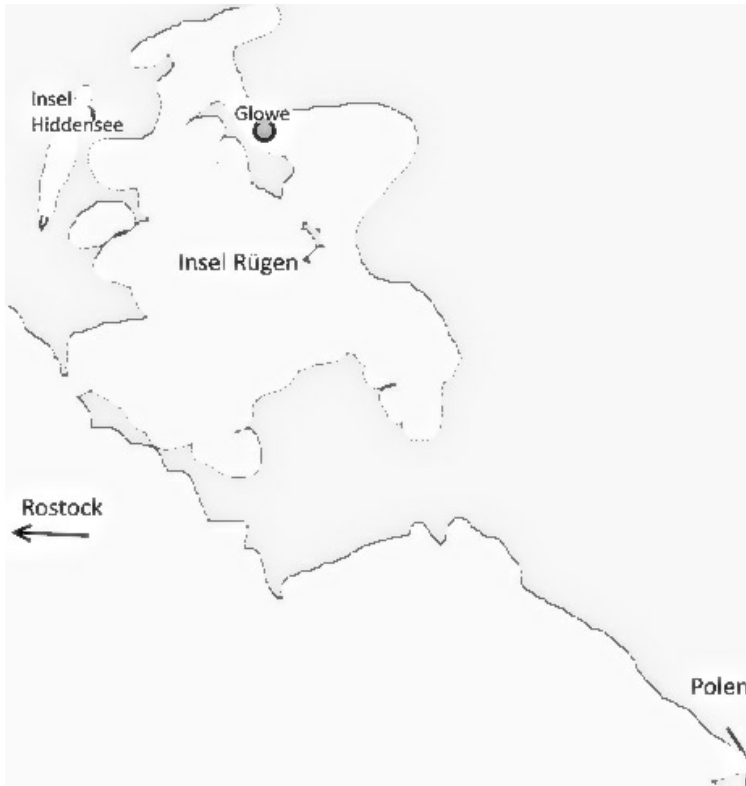 Insel
Hiddensee
Glowe
Insel Rügen
Rostock
Polen